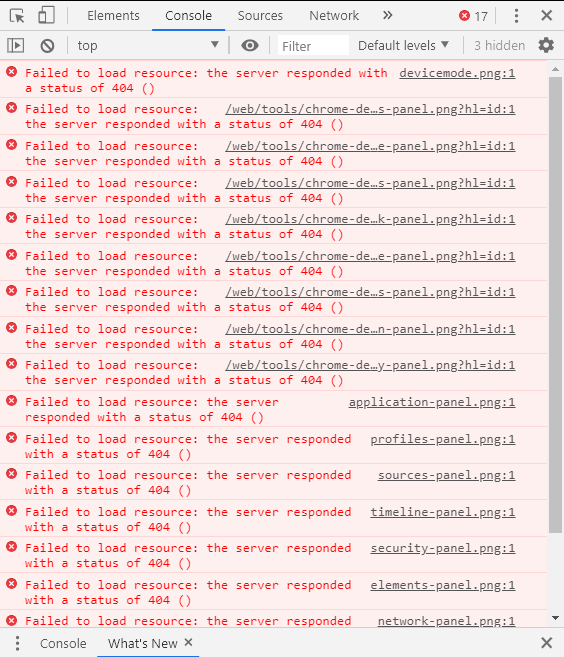 Elements Console Sources Network » 17
top Filter Default levels 3 hidden
Failed to load resource: the server responded with devicemode.png:1
a status of 404 ()
Failed to load resource: /web/tools/chrome-de…s-panel.png?hl=id:1
the server responded with a status of 404 ()
Failed to load resource: /web/tools/chrome-de…e-panel.png?hl=id:1
the server responded with a status of 404 ()
Failed to load resource: /web/tools/chrome-de…s-panel.png?hl=id:1
the server responded with a status of 404 ()
Failed to load resource: /web/tools/chrome-de…k-panel.png?hl=id:1
the server responded with a status of 404 ()
Failed to load resource: /web/tools/chrome-de…e-panel.png?hl=id:1
the server responded with a status of 404 ()
Failed to load resource: /web/tools/chrome-de…s-panel.png?hl=id:1
the server responded with a status of 404 ()
Failed to load resource: /web/tools/chrome-de…n-panel.png?hl=id:1
the server responded with a status of 404 ()
Failed to load resource: /web/tools/chrome-de…y-panel.png?hl=id:1
the server responded with a status of 404 ()
Failed to load resource: the server application-panel.png:1
responded with a status of 404 ()
Failed to load resource: the server responded profiles-panel.png:1
with a status of 404 ()
Failed to load resource: the server responded sources-panel.png:1
with a status of 404 ()
Failed to load resource: the server responded timeline-panel.png:1
with a status of 404 ()
Failed to load resource: the server responded security-panel.png:1
with a status of 404 ()
Failed to load resource: the server responded elements-panel.png:1
with a status of 404 ()
Failed to load resource: the server responded network-panel.png:1
Console What's New